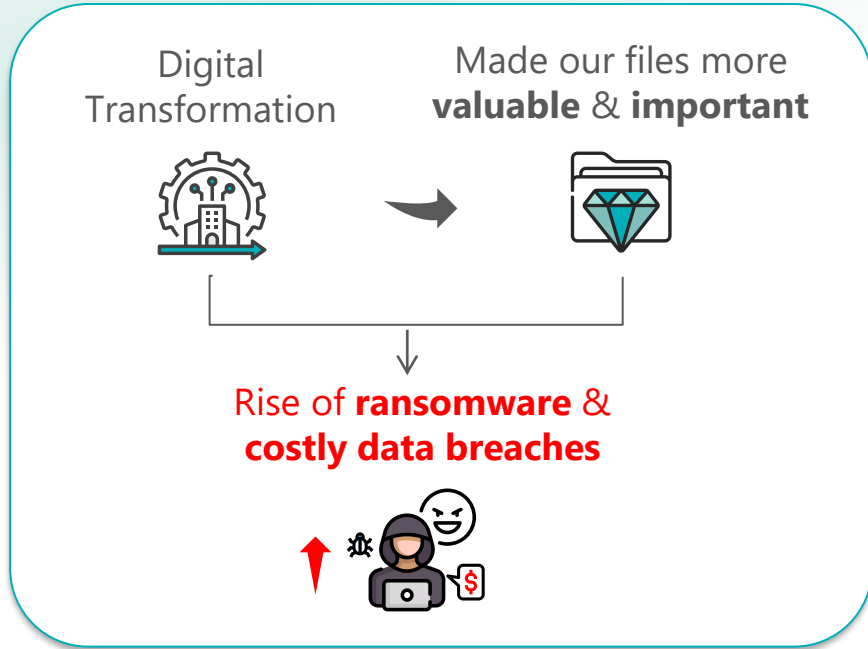 Digital
Transformation
Made our files more
valuable & important
Rise of ransomware &
costly data breaches
$